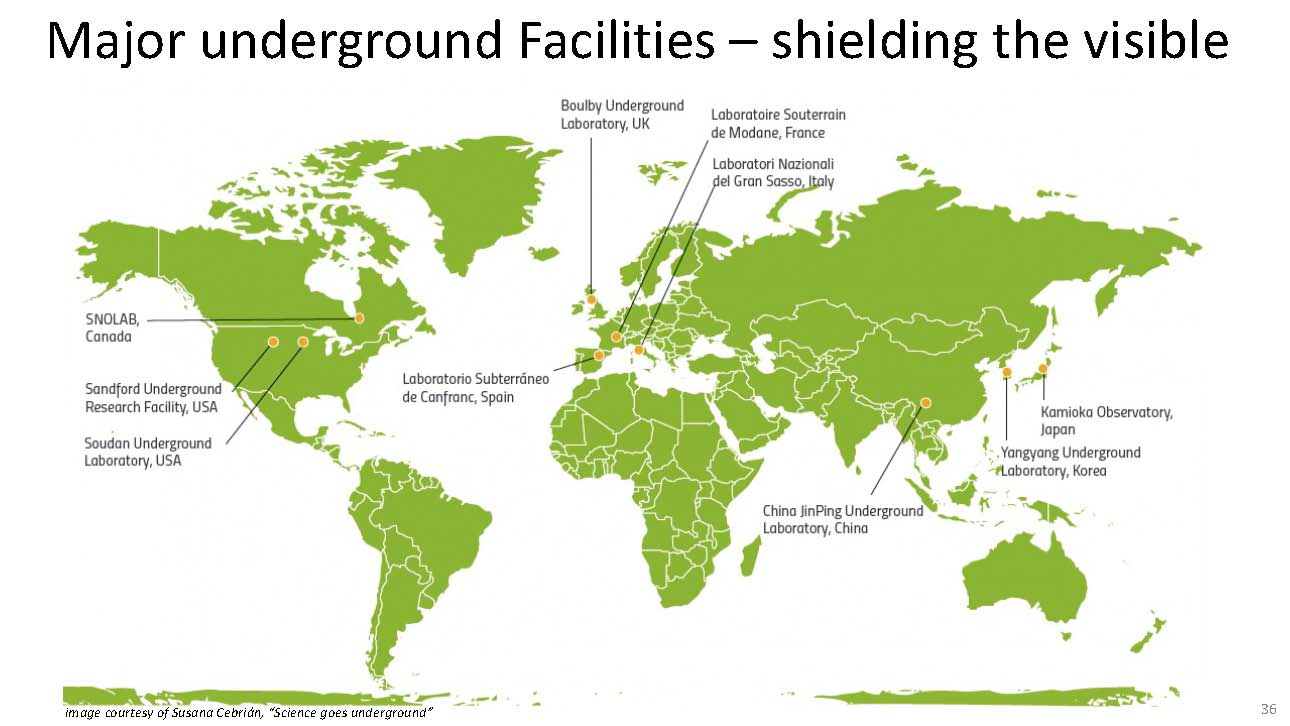 Major underground Facilities – shielding the visible
Boulby Underground
Laboratory, UK
Laboratoire Souterrain
de Modane, France
Laboratori Nazionali
del Gran Sasso, Italy
SNOLAB,
Canada
Sandford Underground
Research Facility, USA
Soudan Underground
Laboratory, USA
Laboratorio Subterráneo
de Canfranc, Spain
Kamioka Observatory,
Japan
Yangyang Underground
Laboratory, Korea
China JinPing Underground
Laboratory, China
image courtesy of Susana Cebrián, “Science goes underground”
36